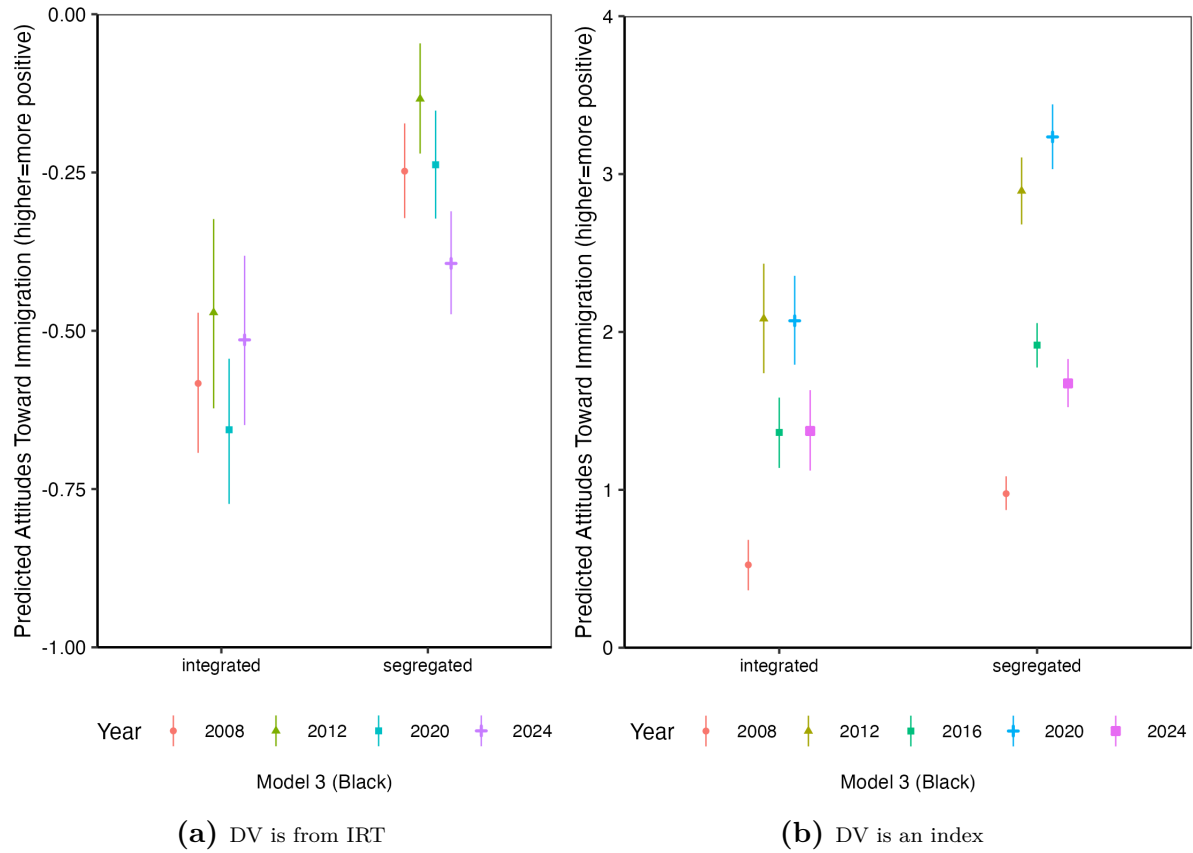 Predicted Attitudes Toward Immigration (higher=more positive)
0.00
-0.25
-0.50
-0.75
-1.00
integrated segregated
Year 2008 2012 2020 2024
Model 3 (Black)
(a) DV is from IRT
Predicted Attitudes Toward Immigration (higher=more positive)
4
3
2
1
0
integrated segregated
Year 2008 2012 2016 2020 2024
Model 3 (Black)
(b) DV is an index